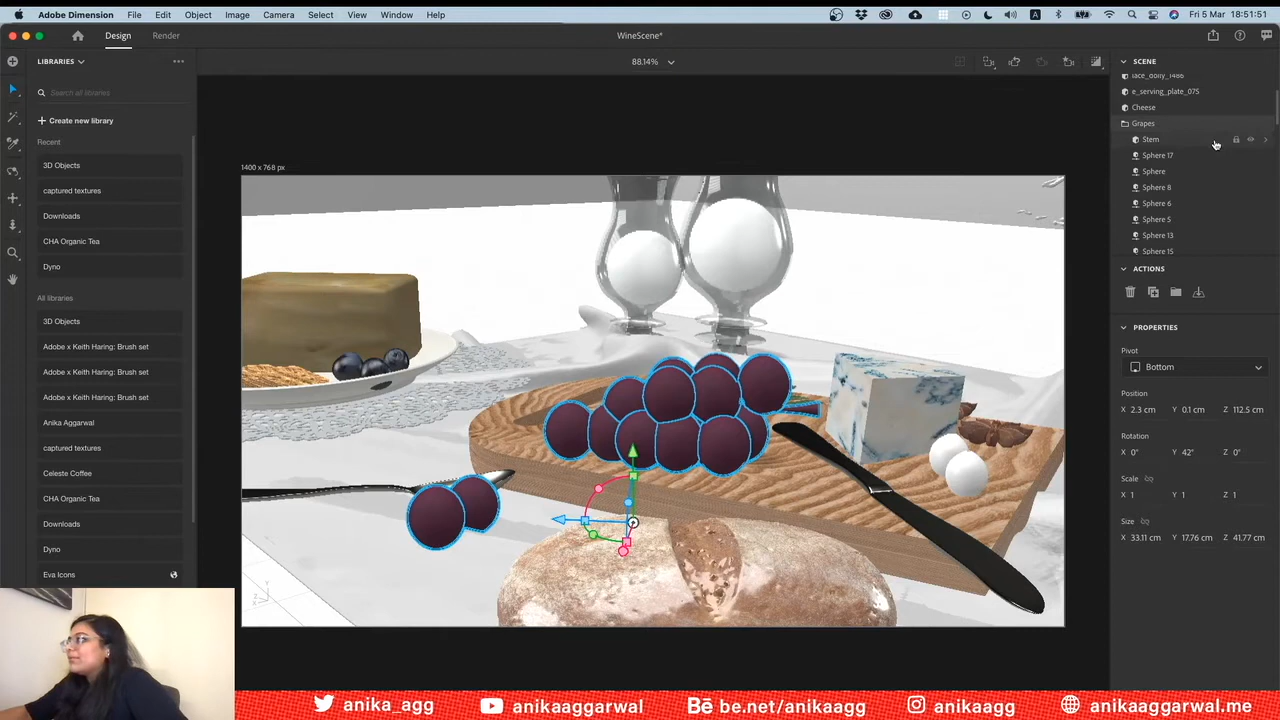 Adobe Dimension File Edit Object Image Camera Select View Window Help Fri 5 Mar 18:51:51
Design Render WineScene*
LIBRARIES 88.14% SCENE
Search all libraries
e_serving_plate_07S
Cheese
Create new library Grapes
Recent Stem
3D Objects 1400 x 768 px Sphere 17
captured textures Sphere
Downloads Sphere 8
CHA Organic Tea Sphere 6
Dyno Sphere 5
All libraries Sphere 13
3D Objects Sphere 15
Adobe x Keith Haring: Brush set ACTIONS
Adobe x Keith Haring: Brush set PROPERTIES
Adobe x Keith Haring: Brush set Pivot
Anika Aggarwal Bottom
captured textures Position
Celeste Coffee X 2.3 cm Y 0.1 cm Z 112.5 cm
CHA Organic Tea Rotation
Downloads X 0° Y 42° Z 0°
Dyno Scale
Eva Icons X 1 Y 1 Z 1
Size
X 33.11 cm Y 17.76 cm Z 41.77 cm
anika_agg anikaaggarwal be.net/anikaagg anikaagg anikaaggarwal.me